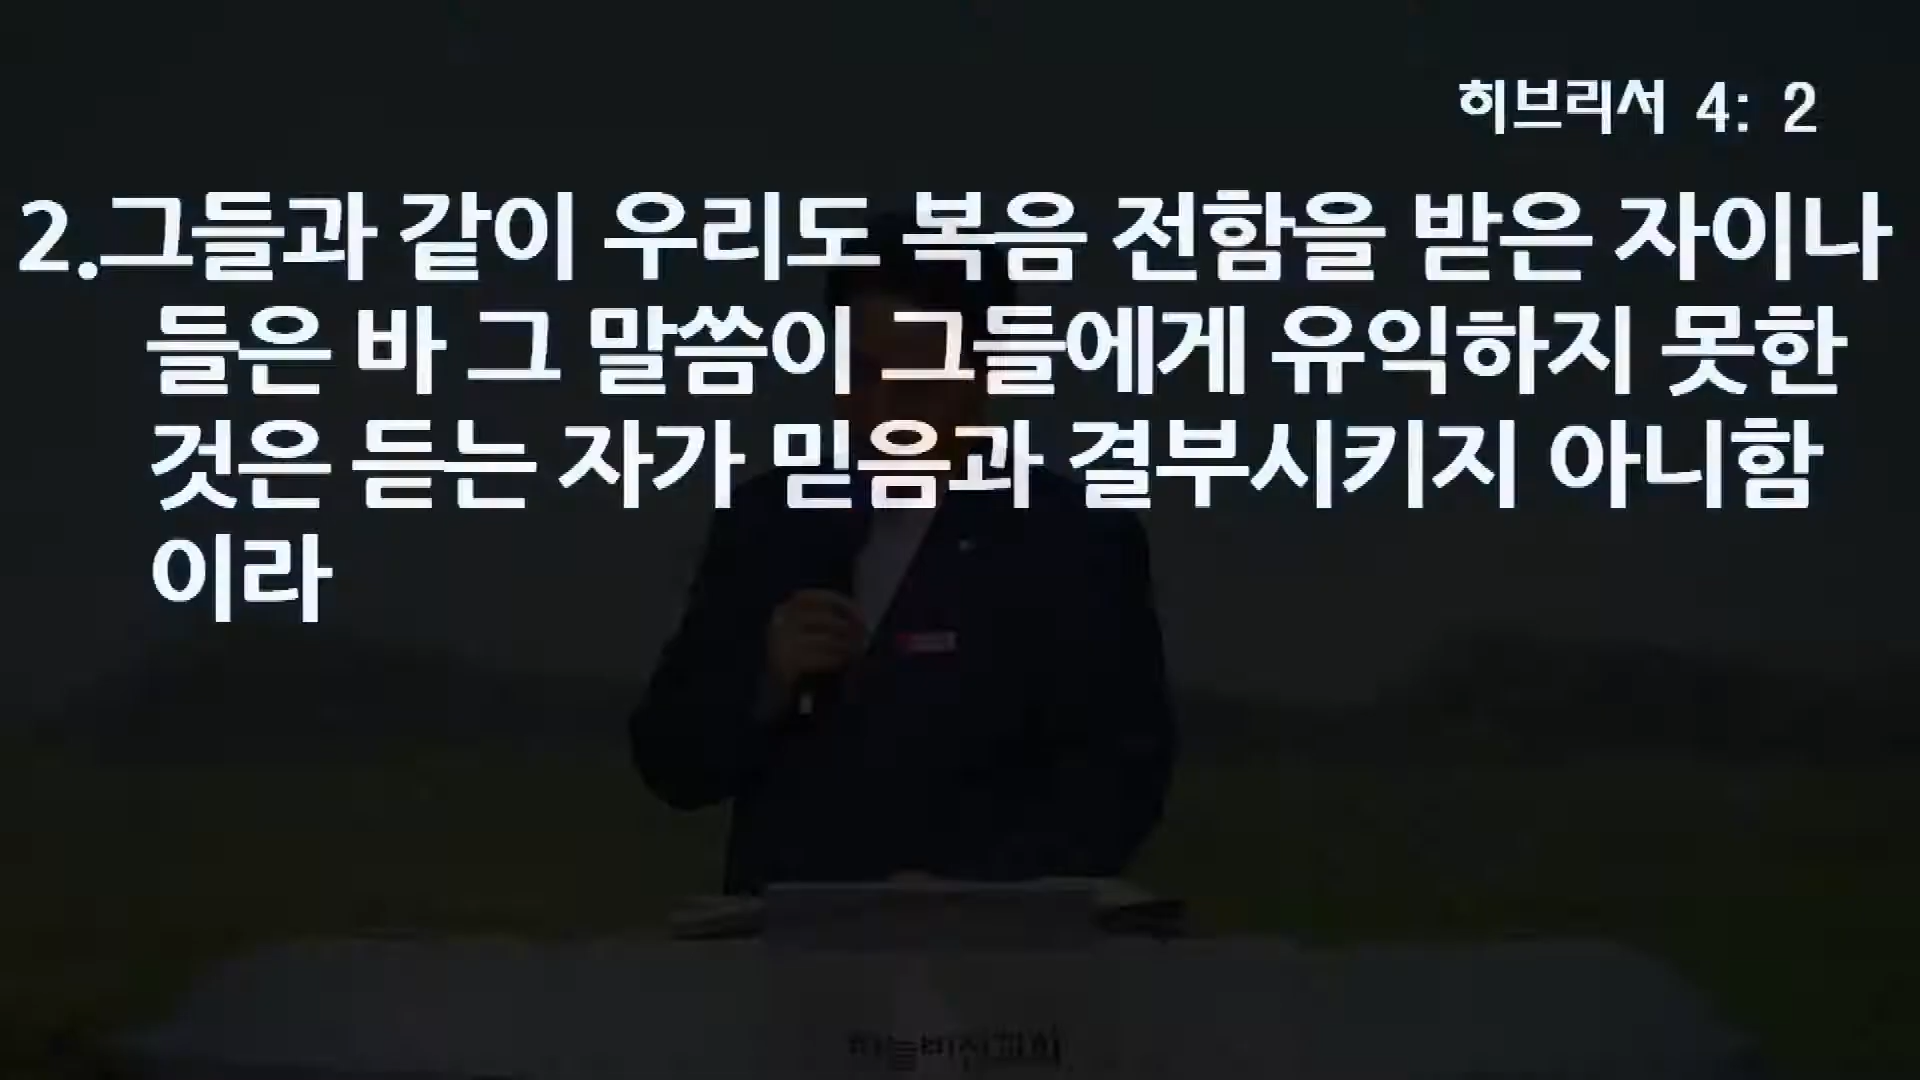 히브리서 4: 2
2.그들과 같이 우리도 복음 전함을 받은 자이나
들은 바 그 말씀이 그들에게 유익하지 못한
것은 듣는 자가 믿음과 결부시키지 아니함
이라